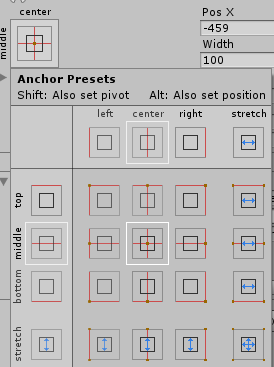 center
Pos X
middle
-459
Width
100
Anchor Presets
Shift: Also set pivot Alt: Also set position
left center right stretch
top
middle
bottom
stretch